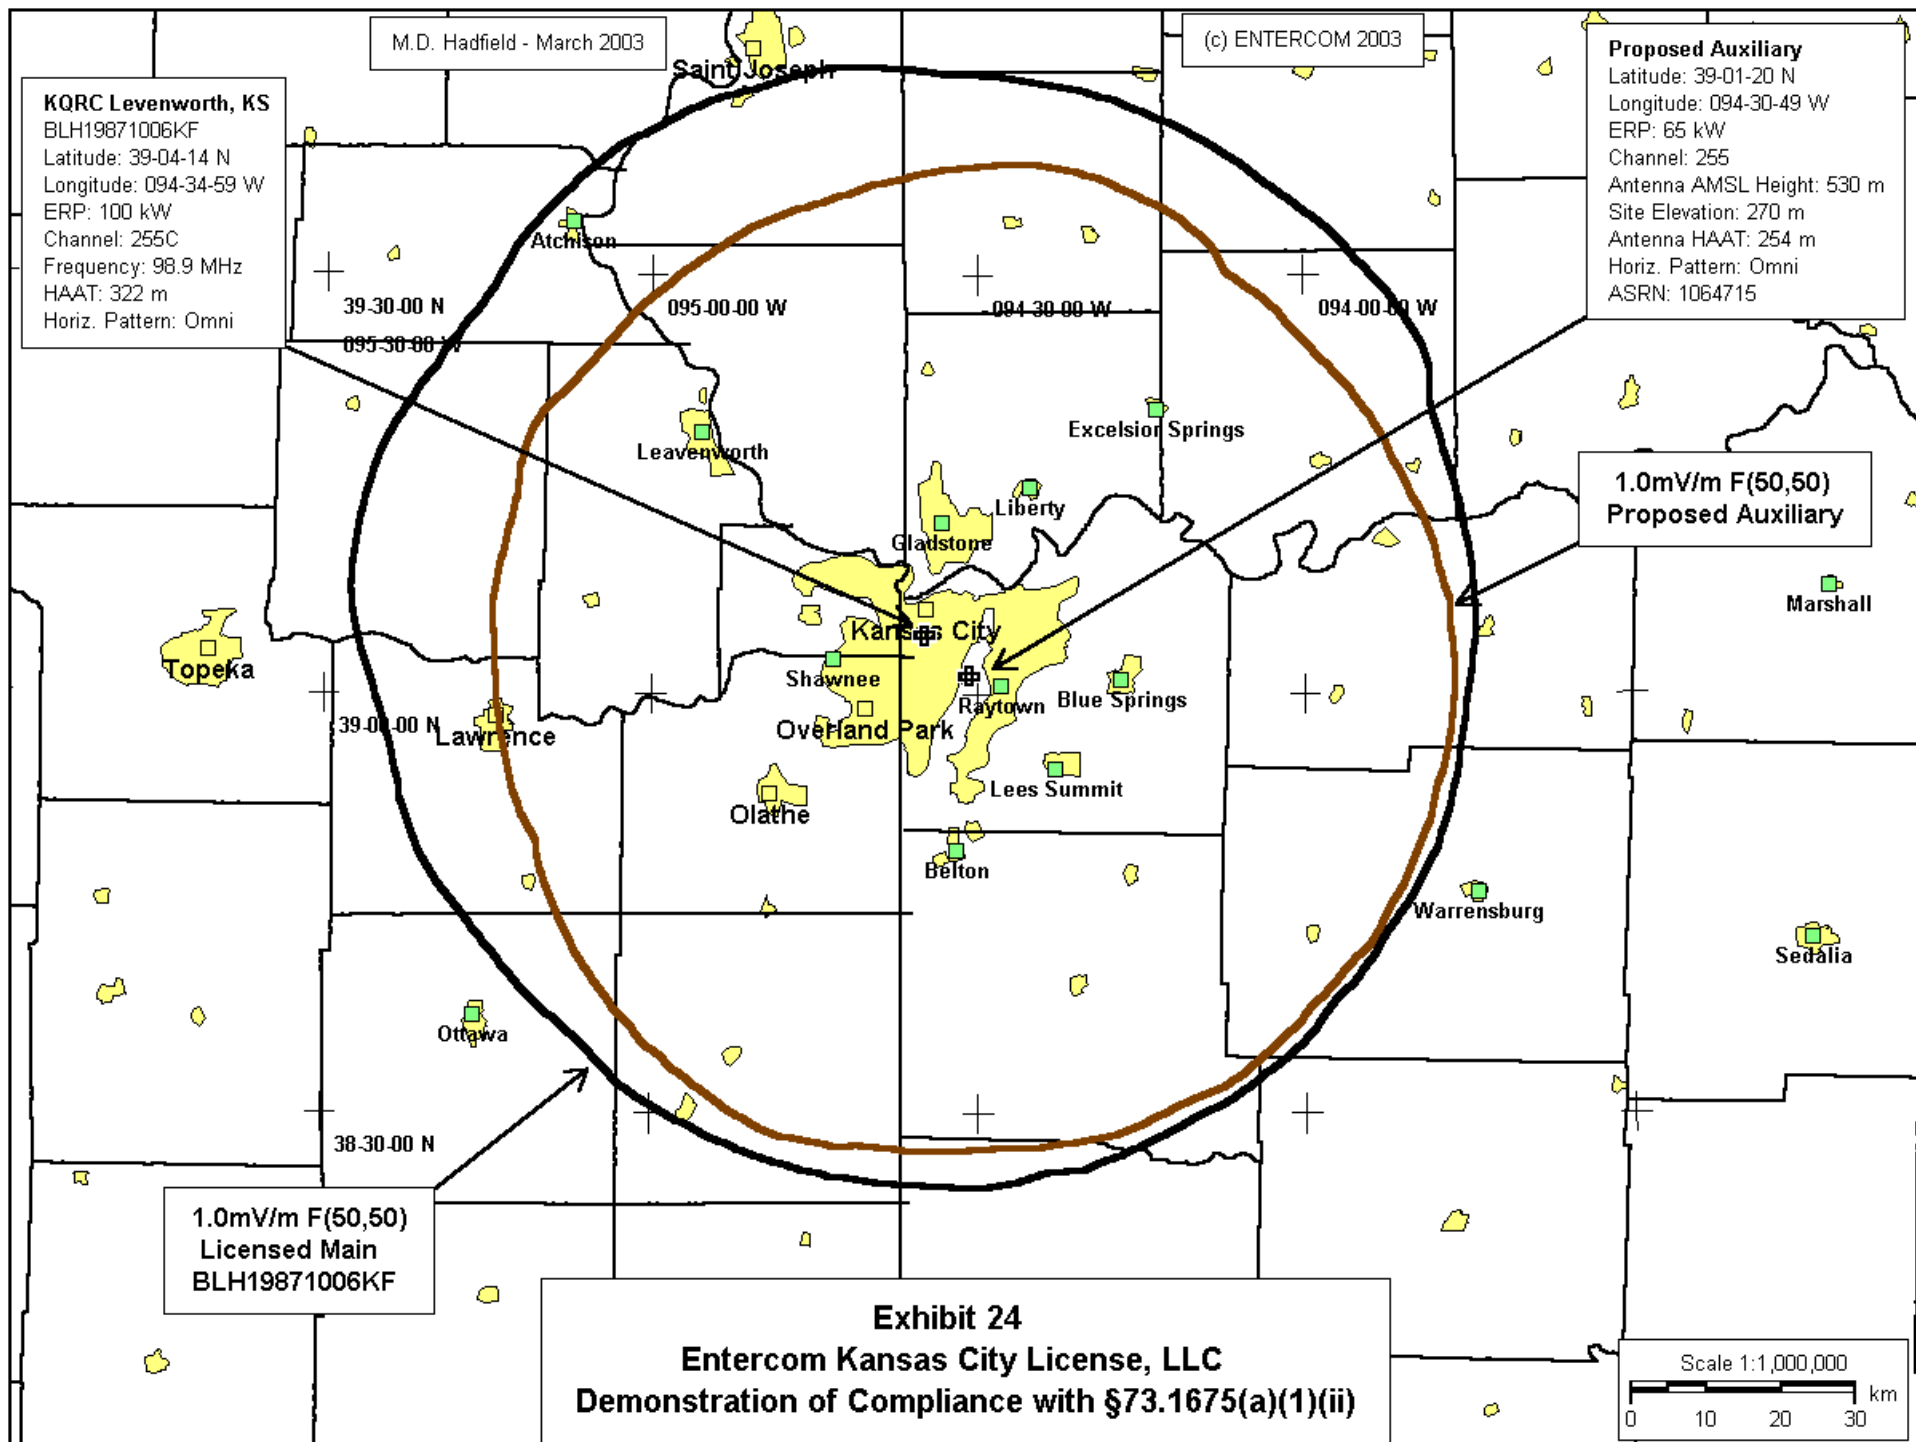 M.D. Hadfield - March 2003
(c) ENTERCOM 2003
KQRC Levenworth, KS
BLH19871006KF
Latitude: 39-04-14 N
Longitude: 094-34-59 W
ERP: 100 kW
Channel: 255C
Frequency: 98.9 MHz
HAAT: 322 m
Horiz. Pattern: Omni
Proposed Auxiliary
Latitude: 39-01-20 N
Longitude: 094-30-49 W
ERP: 65 kW
Channel: 255
Antenna AMSL Height: 530 m
Site Elevation: 270 m
Antenna HAAT: 254 m
Horiz. Pattern: Omni
ASRN: 1064715
Saint Joseph
Atchison
39-30-00 N
095-30-00 W
095-00-00 W
094-30-00 W
094-00-00 W
Leavenworth
Excelsior Springs
Liberty
Gladstone
1.0mV/m F(50,50)
Proposed Auxiliary
Marshall
Kansas City
Topeka
Shawnee
Raytown
Blue Springs
39-00-00 N
Lawrence
Overland Park
Lees Summit
Olathe
Belton
Warrensburg
Sedalia
Ottawa
38-30-00 N
1.0mV/m F(50,50)
Licensed Main
BLH19871006KF
Exhibit 24
Entercom Kansas City License, LLC
Demonstration of Compliance with §73.1675(a)(1)(ii)
Scale 1:1,000,000
km
0 10 20 30